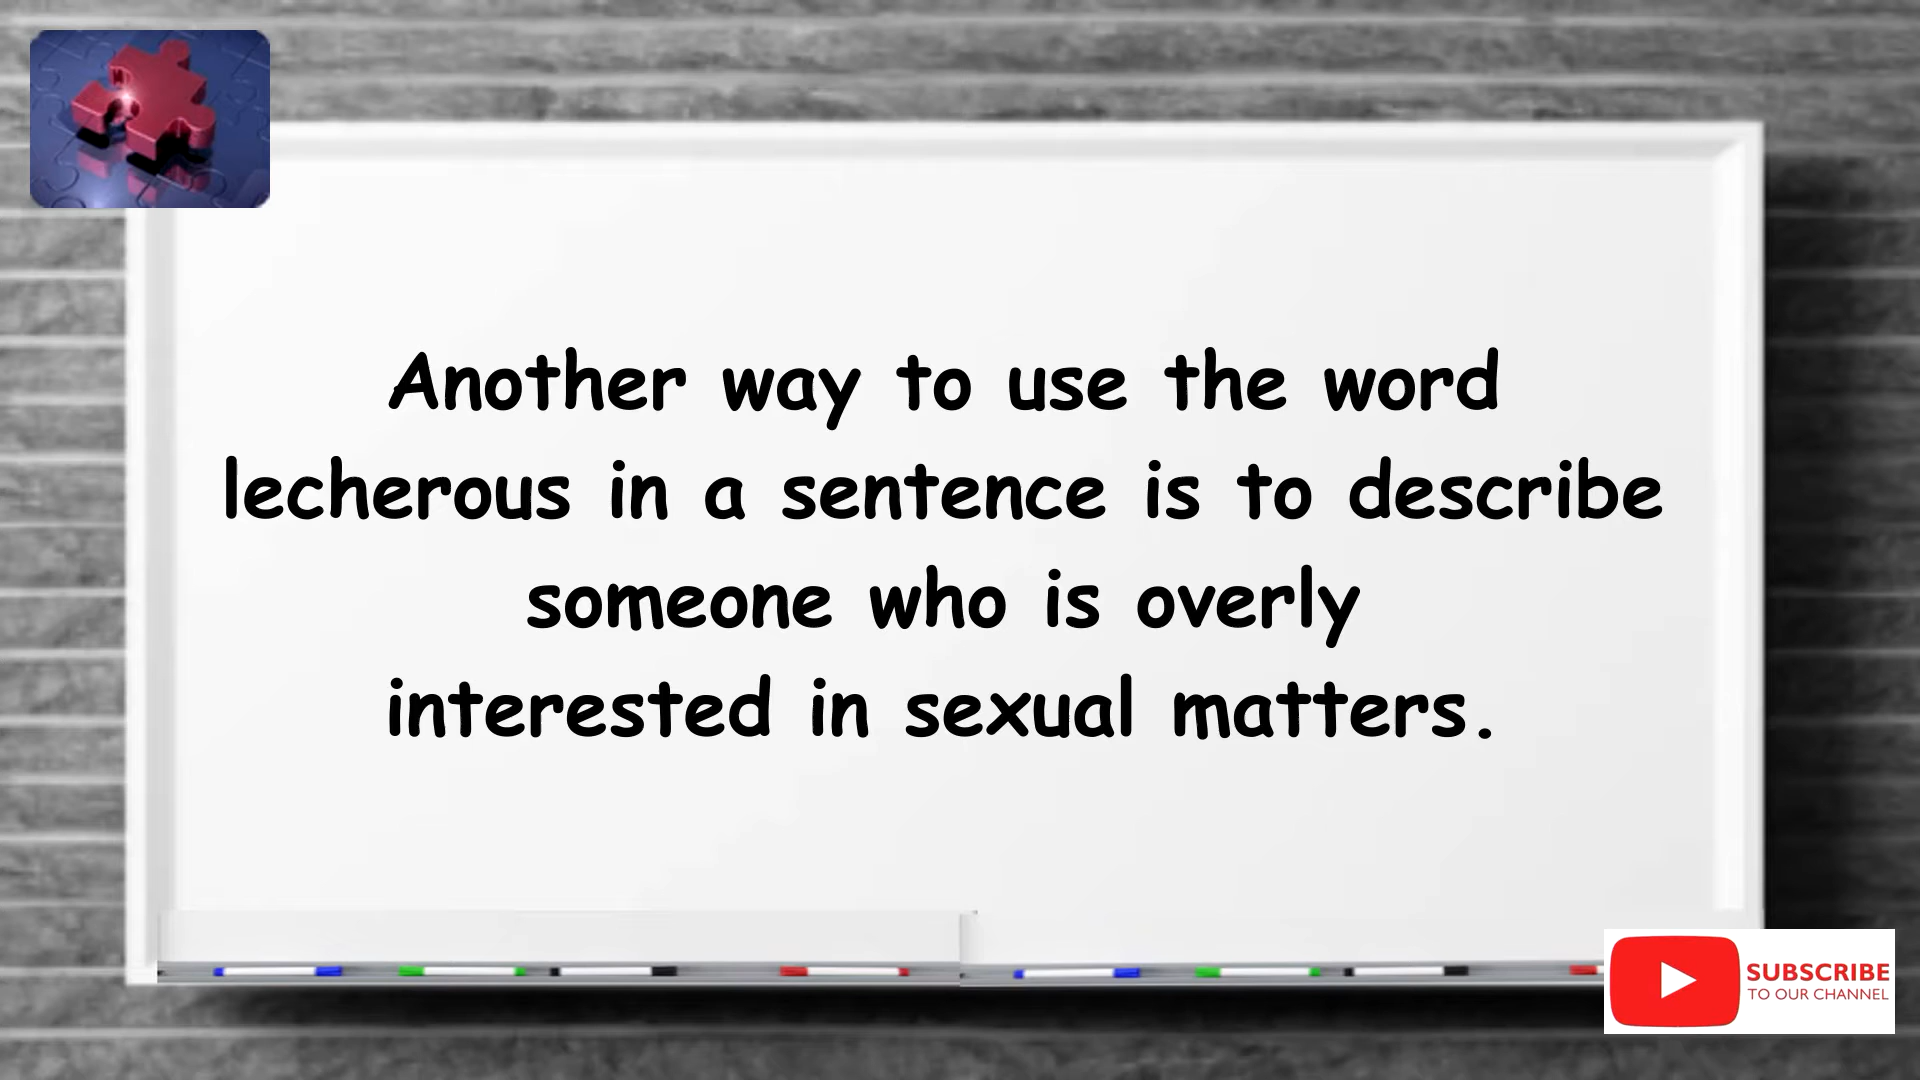 Another way to use the word
lecherous in a sentence is to describe
someone who is overly
interested in sexual matters.
SUBSCRIBE
TO OUR CHANNEL